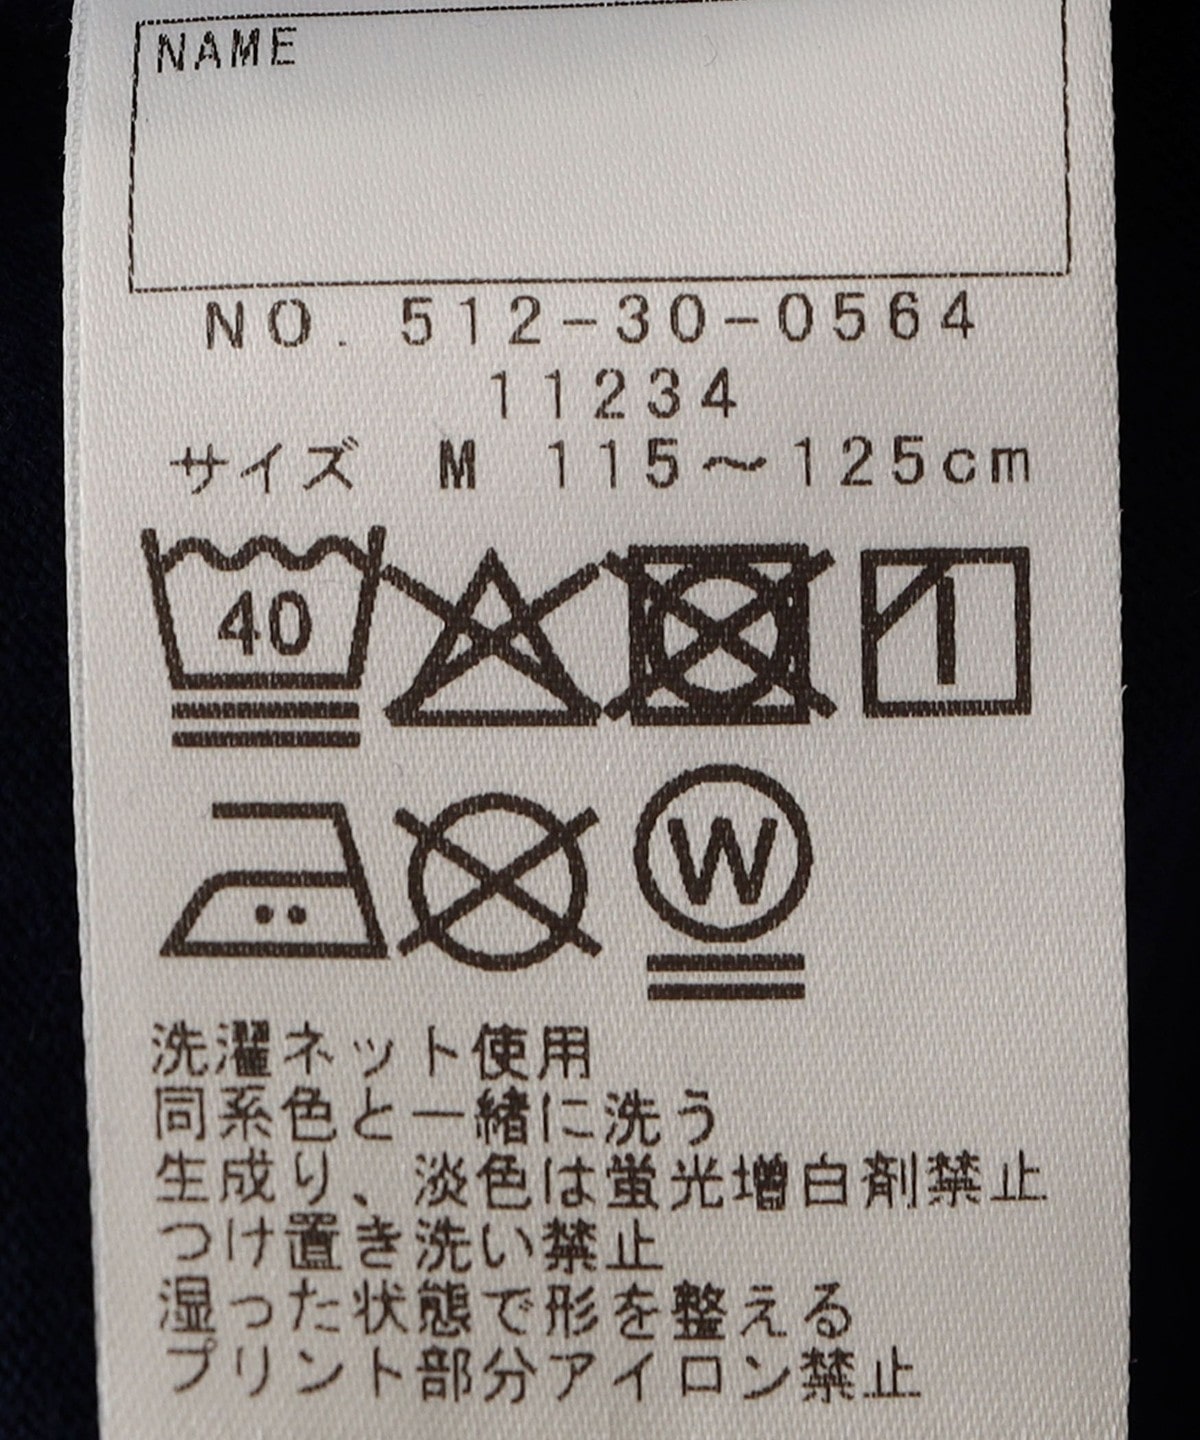 NAME
NO. 512-30-0564
11234
サイズ M 115～125cm
40
W
洗濯ネット使用
同系色と一緒に洗う
生成り、淡色は蛍光増白剤禁止
つけ置き洗い禁止
湿った状態で形を整える
プリント部分アイロン禁止